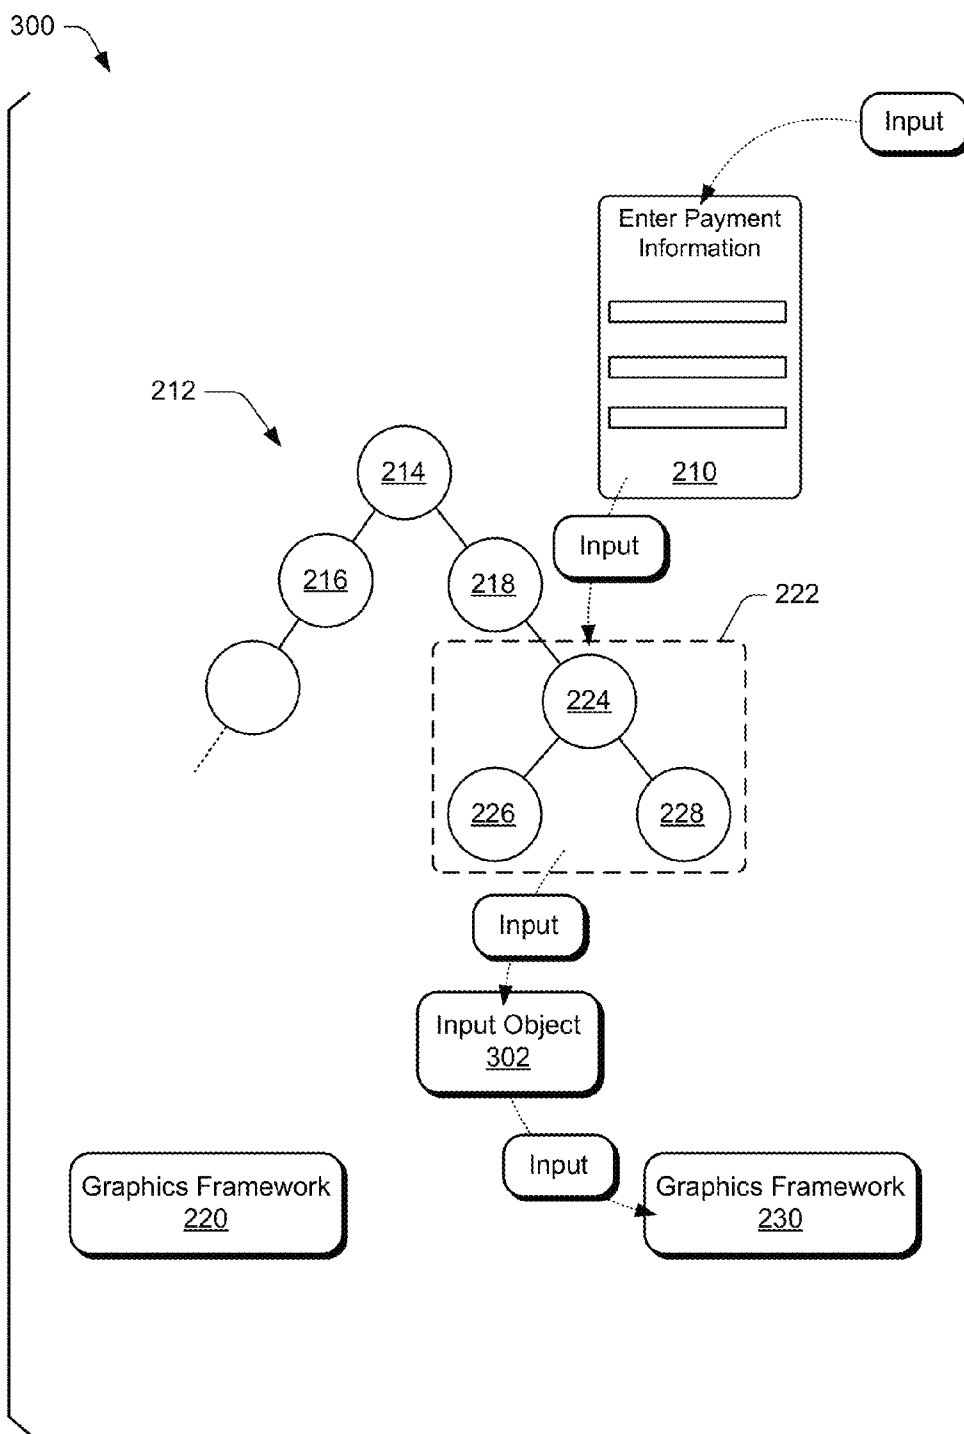 300
Input
Enter Payment
Information
212
210
214
Input
216
218
222
224
226
228
Input
Input Object
302
Input
Graphics Framework
220
Graphics Framework
230